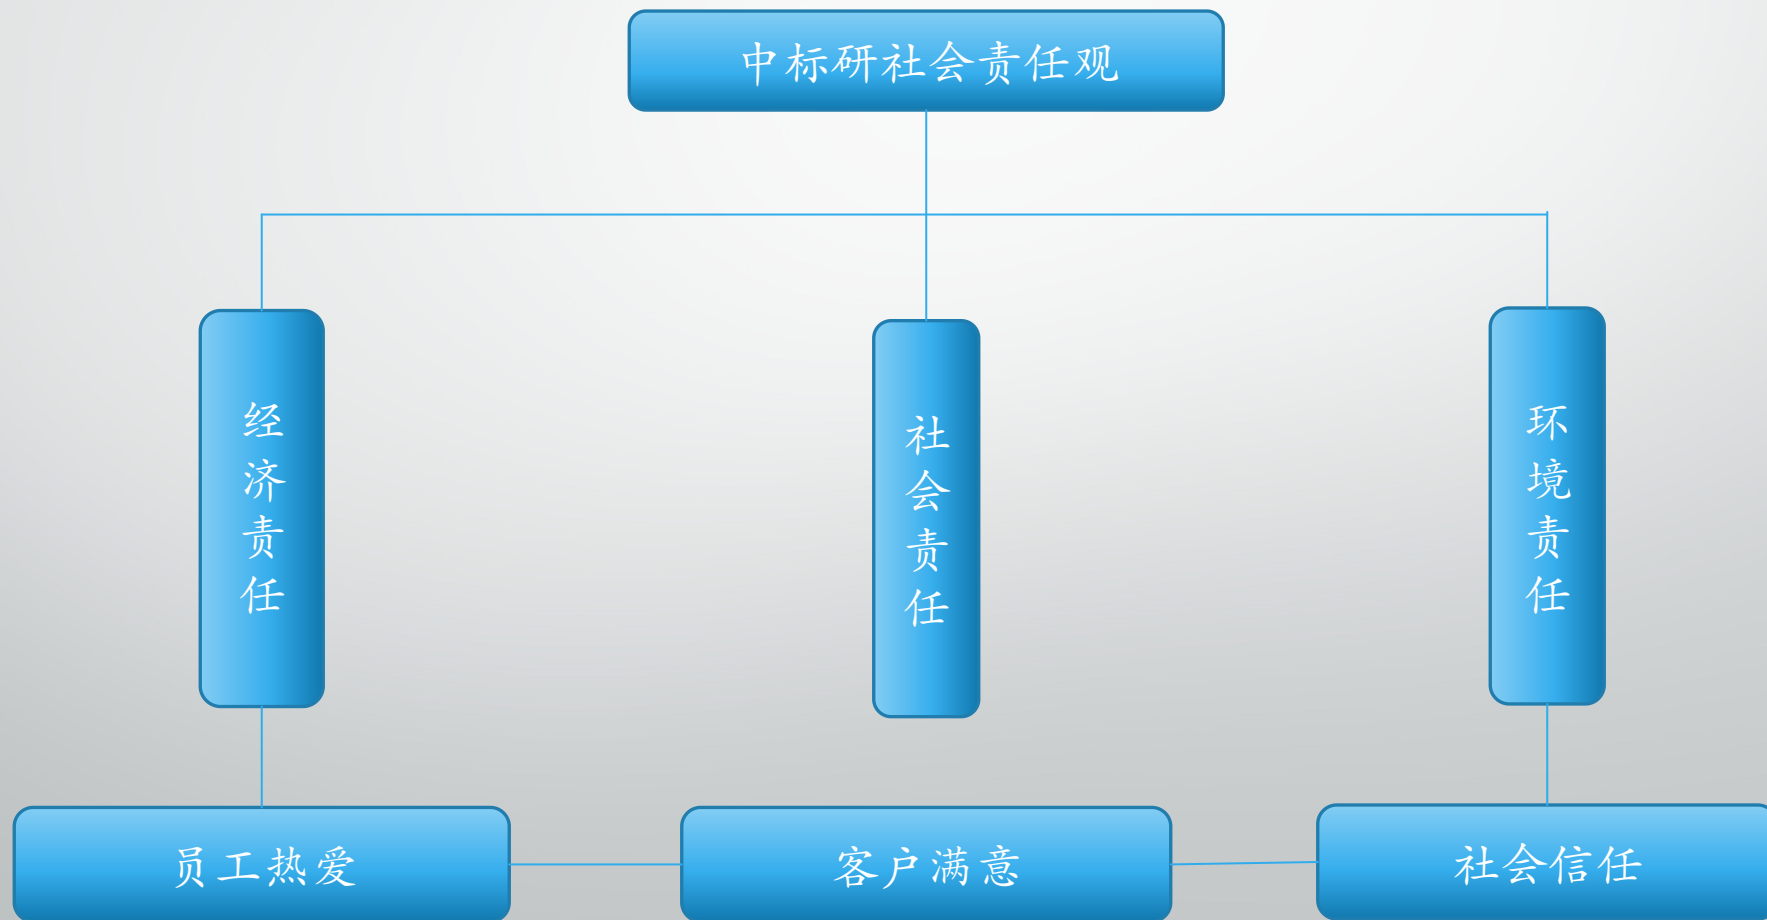 中标研社会责任观
经济责任
社会责任
环境责任
员工热爱
客户满意
社会信任